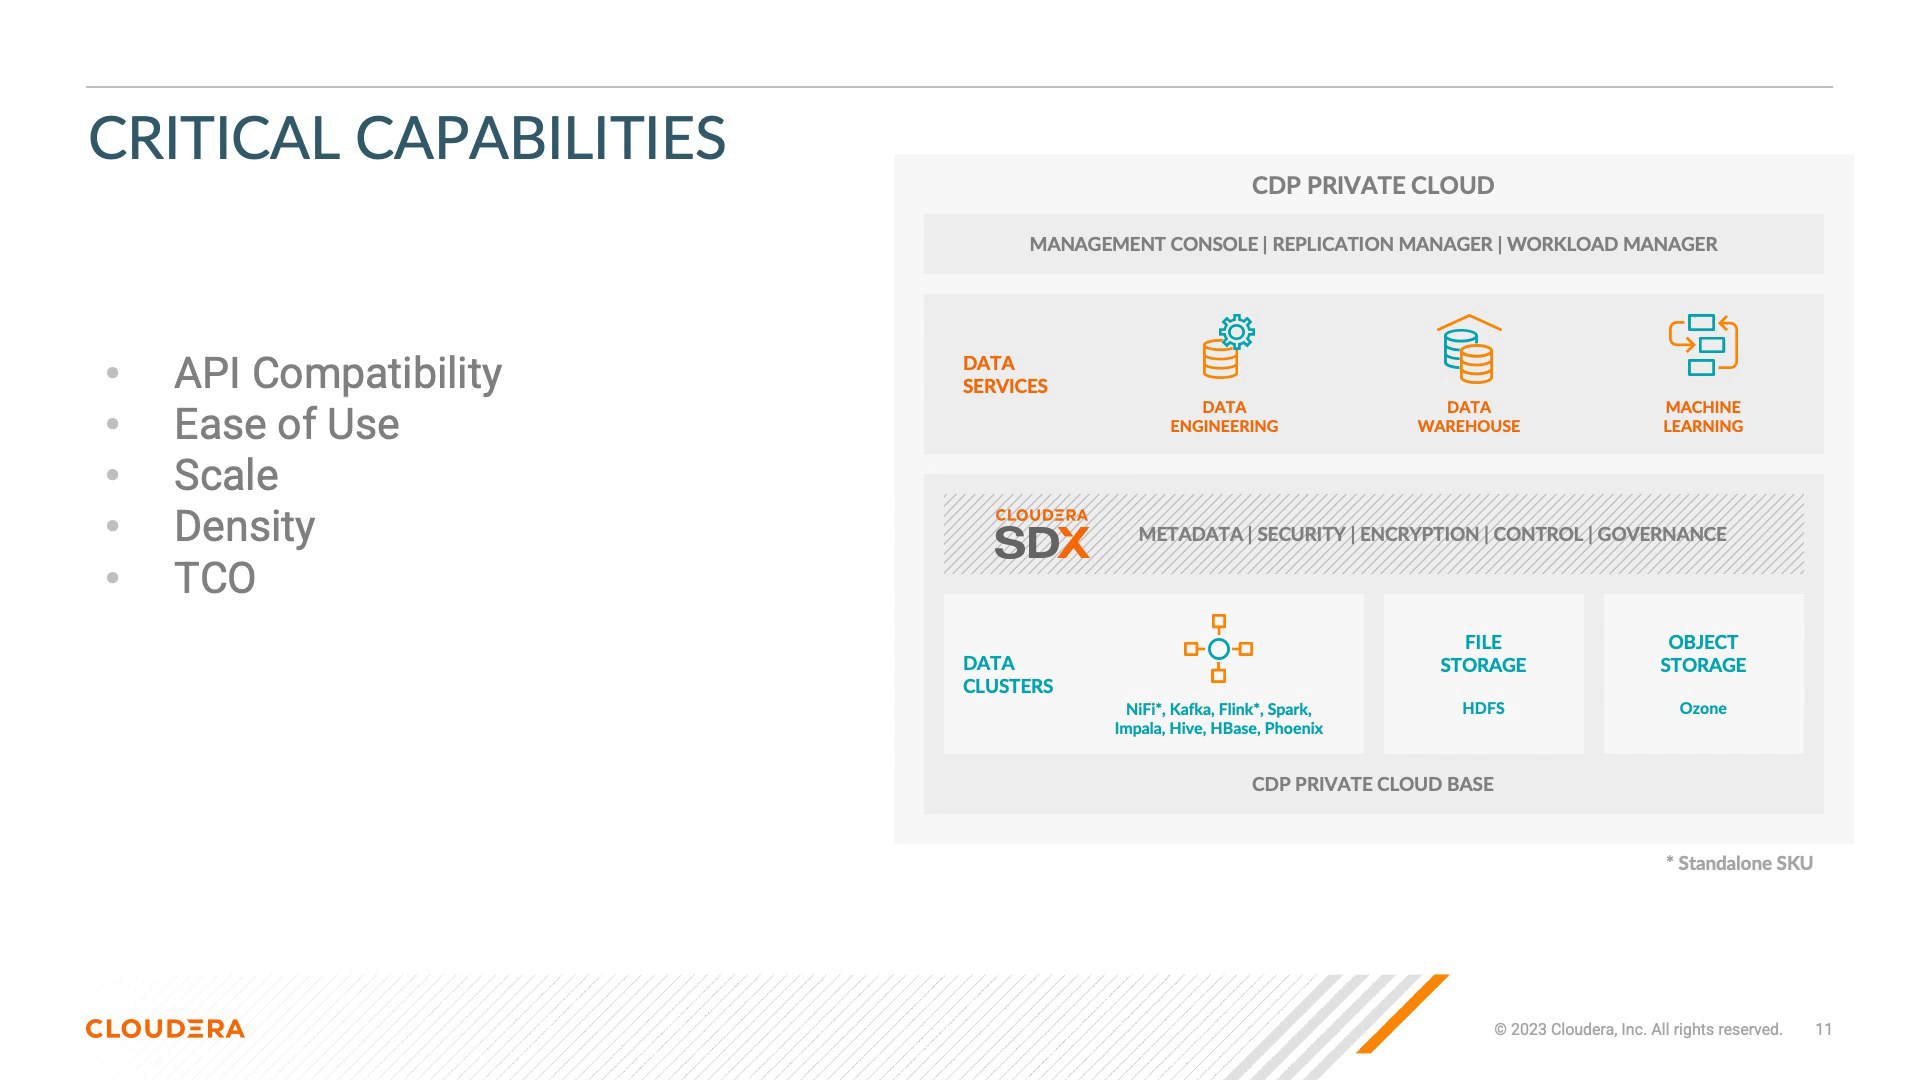 CRITICAL CAPABILITIES
• API Compatibility
• Ease of Use
• Scale
• Density
• TCO
CDP PRIVATE CLOUD
MANAGEMENT CONSOLE | REPLICATION MANAGER | WORKLOAD MANAGER
DATA
SERVICES
DATA
ENGINEERING
DATA
WAREHOUSE
MACHINE
LEARNING
CLOUDERA
SDX
METADATA | SECURITY | ENCRYPTION | CONTROL | GOVERNANCE
DATA
CLUSTERS
NiFi*, Kafka, Flink*, Spark,
Impala, Hive, HBase, Phoenix
FILE
STORAGE
HDFS
OBJECT
STORAGE
Ozone
CDP PRIVATE CLOUD BASE
* Standalone SKU
CLOUDERA
© 2023 Cloudera, Inc. All rights reserved. 11